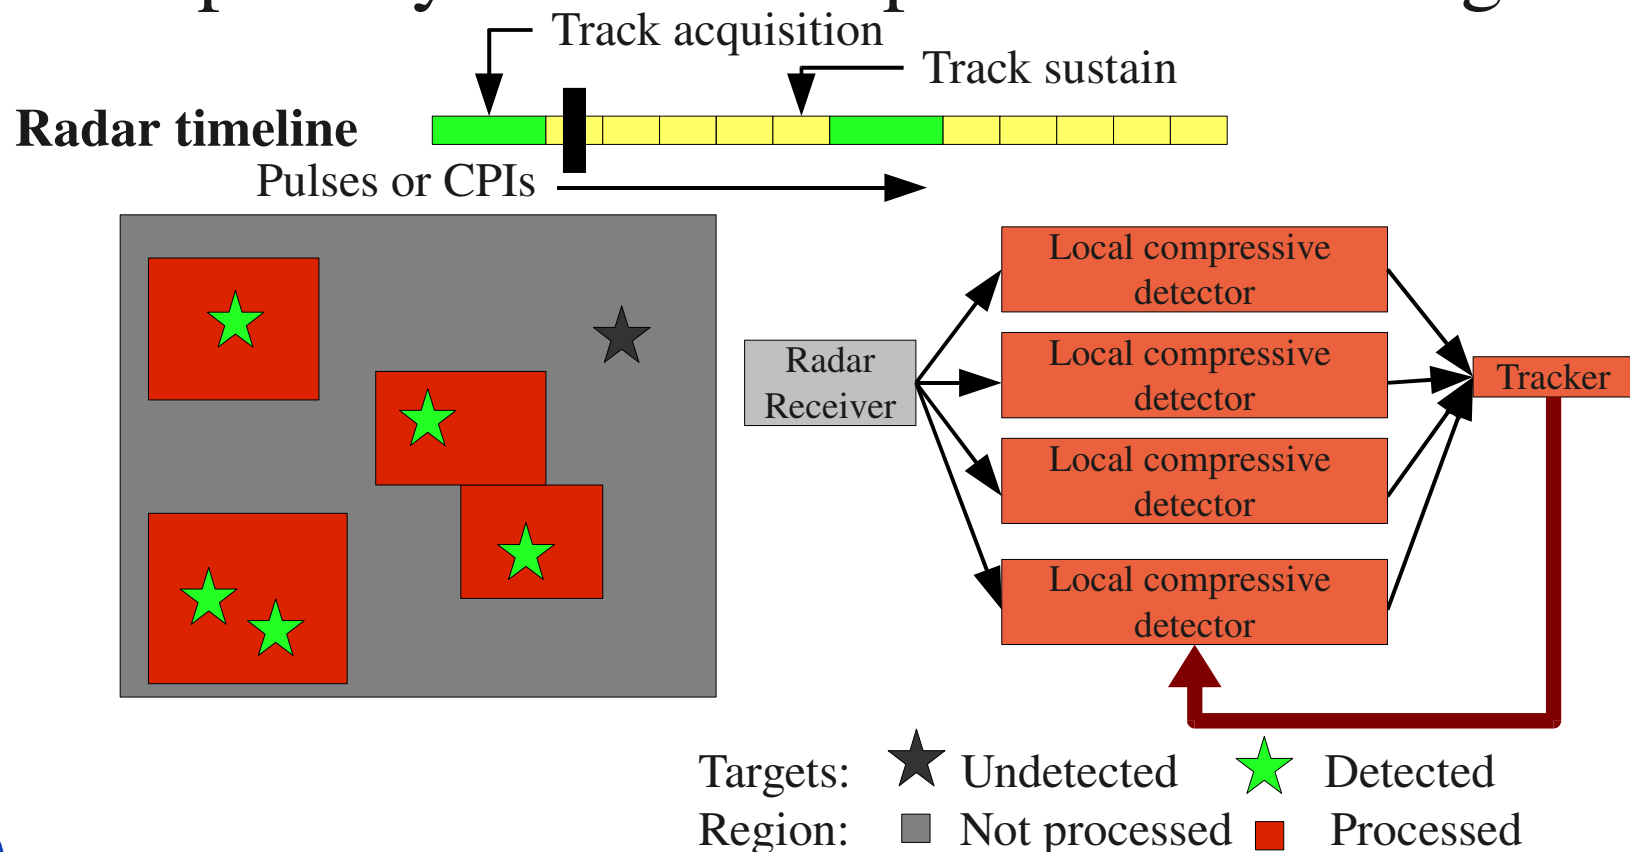 Track acquisition
Track sustain
Radar timeline
Pulses or CPIs
Local compressive
detector
Local compressive
detector
Radar
Receiver
Tracker
Local compressive
detector
Local compressive
detector
Targets: Undetected Detected
Region: Not processed Processed